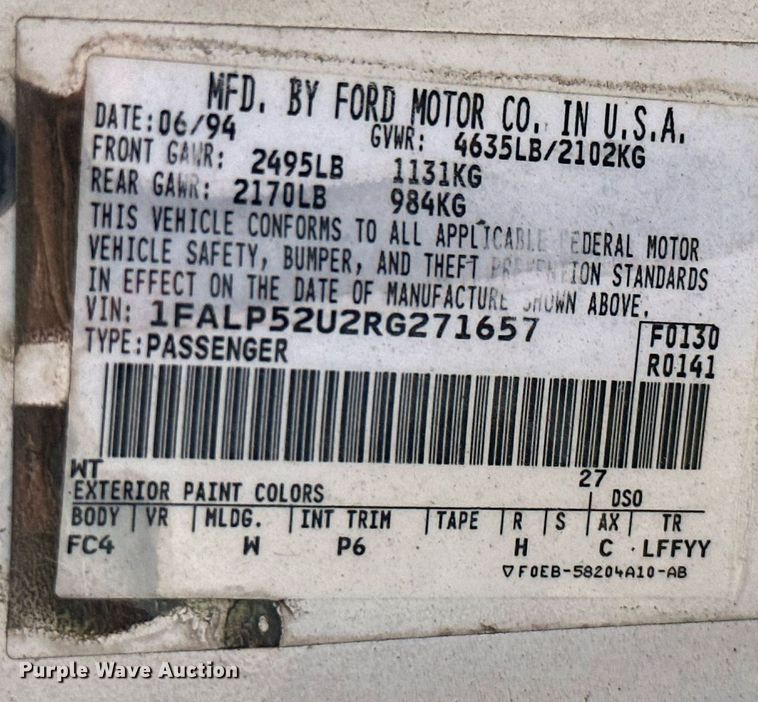 MFD. BY FORD MOTOR CO. IN U.S.A.
DATE: 06/94 GVWR: 4635LB/2102KG
FRONT GAWR: 2495LB 1131KG
REAR GAWR: 2170LB 984KG
THIS VEHICLE CONFORMS TO ALL APPLICABLE FEDERAL MOTOR
VEHICLE SAFETY, BUMPER, AND THEFT PREVENTION STANDARDS
IN EFFECT ON THE DATE OF MANUFACTURE SHOWN ABOVE.
VIN: 1FALP52U2RG271657
F0130
TYPE: PASSENGER
R0141
WT 27
EXTERIOR PAINT COLORS DSO
BODY VR MLDG. INT TRIM TAPE R S AX TR
FC4 W P6 H C LFFYY
▽F0EB-58204A10-AB
Purple Wave Auction